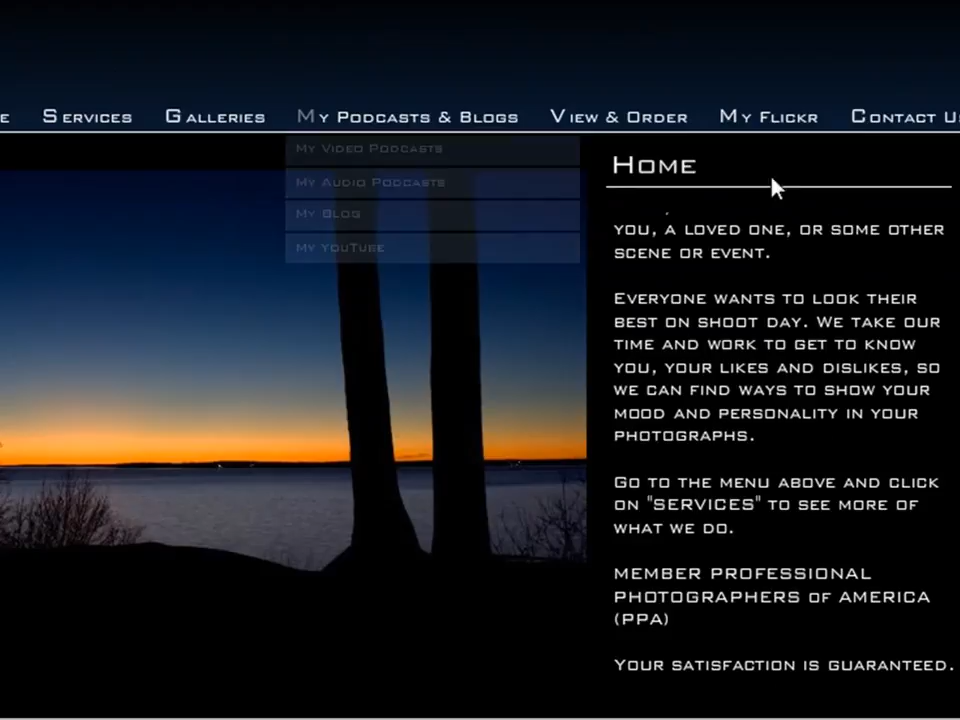 E Services Galleries My Podcasts & Blogs View & Order My Flickr Contact Us
My Video Podcasts
My Audio Podcasts
My Blog
My YouTube
Home
you, a loved one, or some other
scene or event.
Everyone wants to look their
best on shoot day. We take our
time and work to get to know
you, your likes and dislikes, so
we can find ways to show your
mood and personality in your
photographs.
Go to the menu above and click
on "SERVICES" to see more of
what we do.
MEMBER PROFESSIONAL
PHOTOGRAPHERS of AMERICA
(PPA)
Your satisfaction is guaranteed.